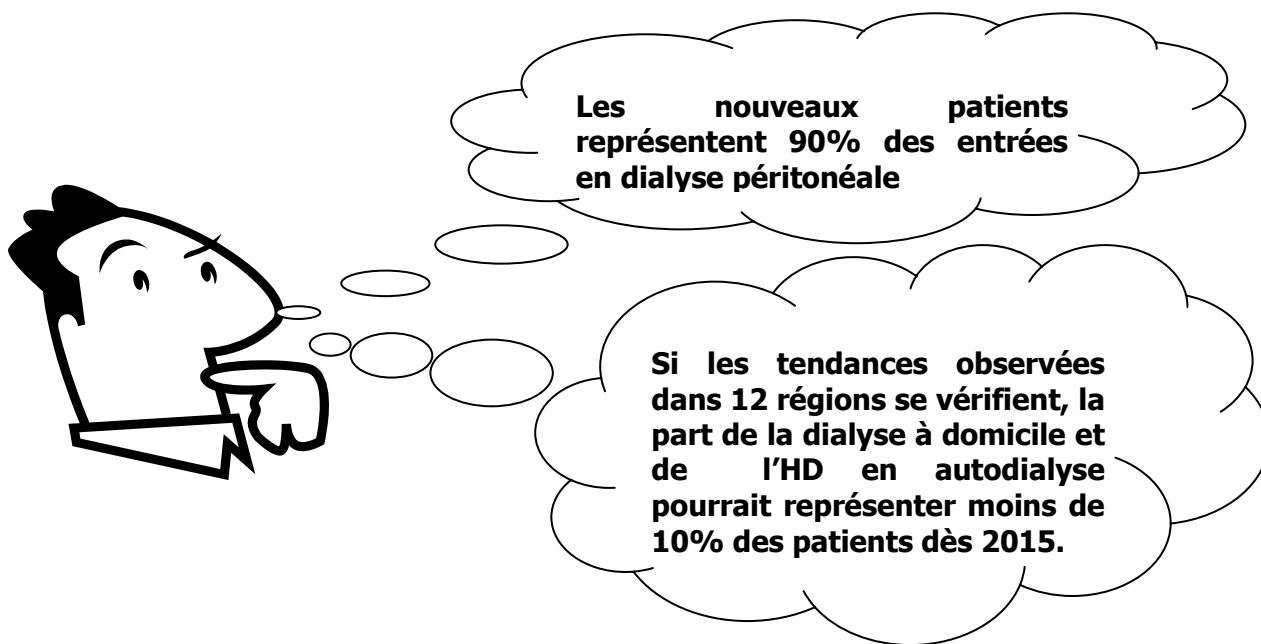 Les nouveaux patients
représentent 90% des entrées
en dialyse péritonéale
Si les tendances observées
dans 12 régions se vérifient, la
part de la dialyse à domicile et
de l’HD en autodialyse
pourrait représenter moins de
10% des patients dès 2015.